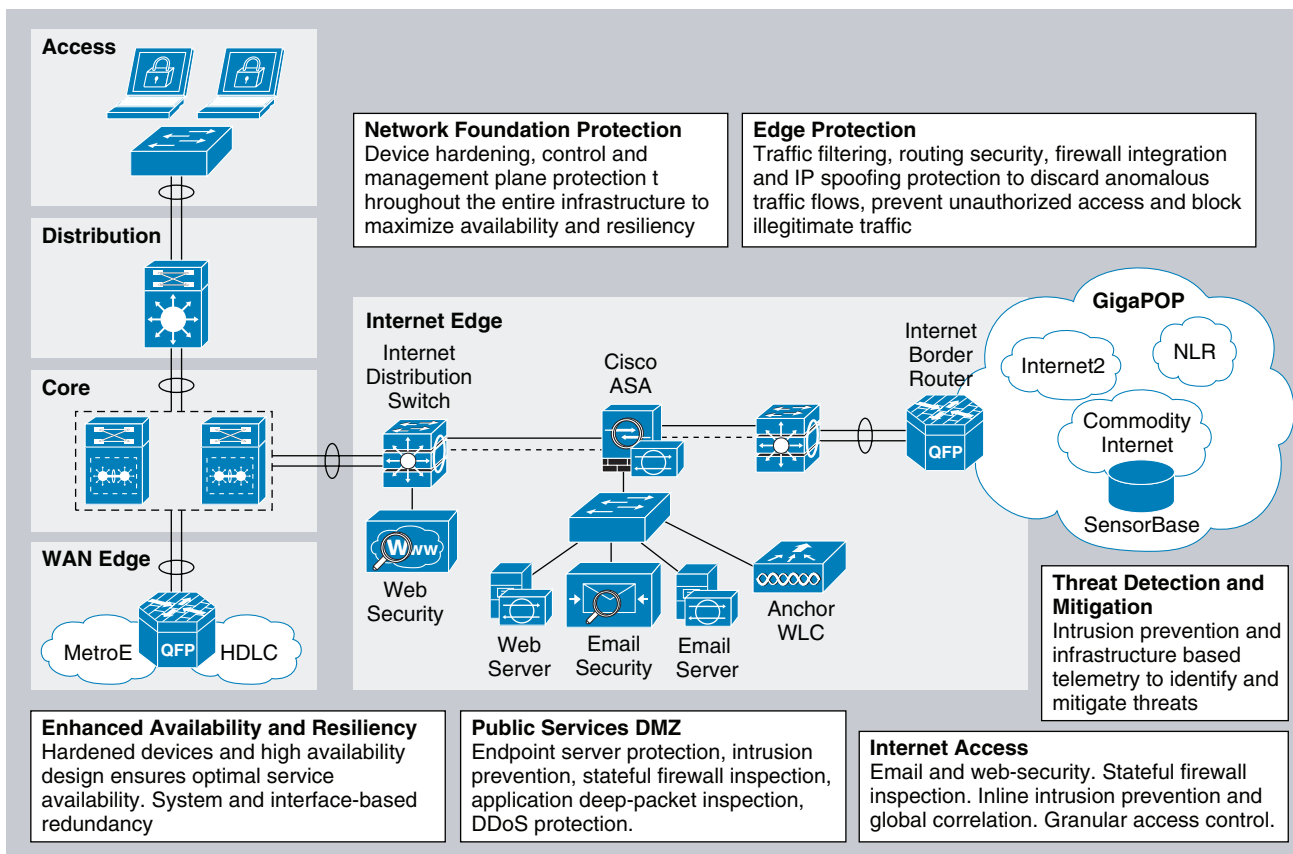 Access
Network Foundation Protection
Device hardening, control and
management plane protection t
hroughout the entire infrastructure to
maximize availability and resiliency
Edge Protection
Traffic filtering, routing security, firewall integration
and IP spoofing protection to discard anomalous
traffic flows, prevent unauthorized access and block
illegitimate traffic
Distribution
Core
WAN Edge
MetroE
QFP
HDLC
Internet Edge
Internet
Distribution
Switch
Cisco
ASA
Internet
Border
Router
QFP
GigaPOP
Internet2
NLR
Commodity
Internet
SensorBase
Www
Web
Security
Web
Server
Email
Security
Email
Server
Anchor
WLC
Threat Detection and
Mitigation
Intrusion prevention and
infrastructure based
telemetry to identify and
mitigate threats
Enhanced Availability and Resiliency
Hardened devices and high availability
design ensures optimal service
availability. System and interface-based
redundancy
Public Services DMZ
Endpoint server protection, intrusion
prevention, stateful firewall inspection,
application deep-packet inspection,
DDoS protection.
Internet Access
Email and web-security. Stateful firewall
inspection. Inline intrusion prevention and
global correlation. Granular access control.